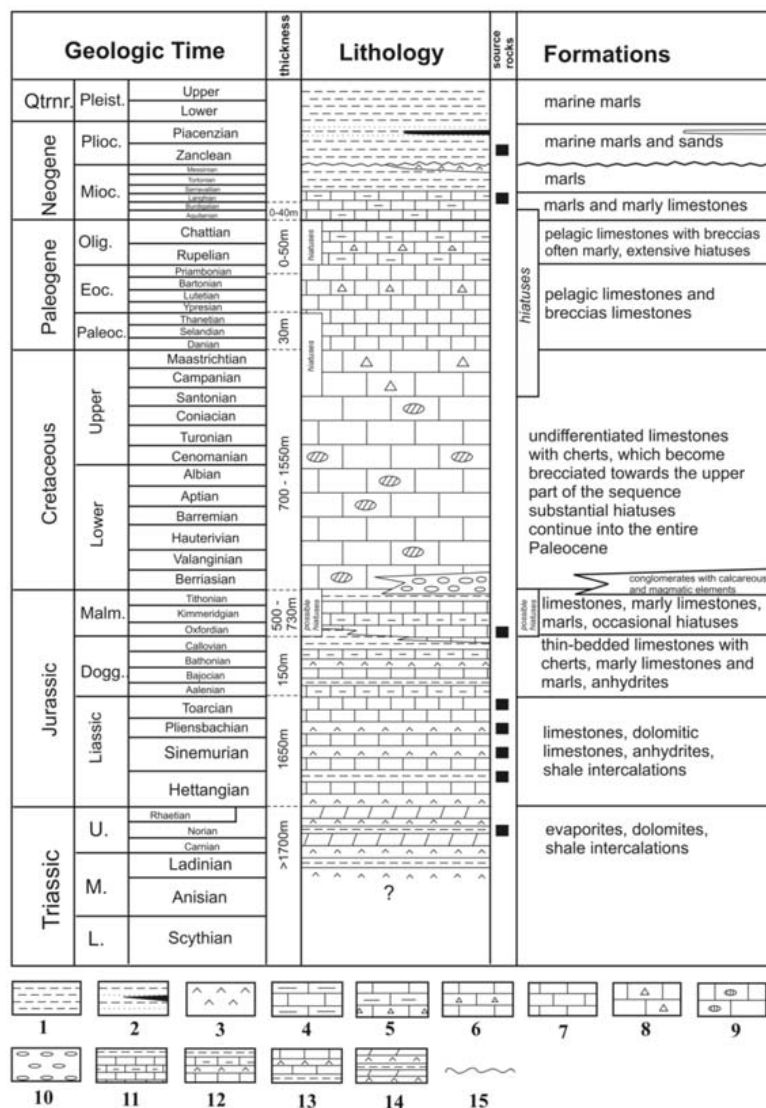 Geologic Time
thickness
Lithology
source
rocks
Formations
Qtrnr.
Pleist.
Upper
Lower
marine marls
Neogene
Plioc.
Piacenzian
Zanclean
marine marls and sands
Mioc.
Messinian
Tortonian
Serravallian
Langhian
Burdigalian
Aquitanian
0-40m
marls
marls and marly limestones
Paleogene
Olig.
Chattian
Rupelian
0-50m
hiatuses
pelagic limestones with breccias
often marly, extensive hiatuses
Eoc.
Priambonian
Bartonian
Lutetian
Ypresian
hiatuses
pelagic limestones and
breccias limestones
Paleoc.
Thanetian
Selandian
Danian
30m
hiatuses
Cretaceous
Upper
Maastrichtian
Campanian
Santonian
Coniacian
Turonian
Cenomanian
Lower
Albian
Aptian
Barremian
Hauterivian
Valanginian
Berriasian
700 - 1550m
undifferentiated limestones
with cherts, which become
brecciated towards the upper
part of the sequence
substantial hiatuses
continue into the entire
Paleocene
conglomerates with calcareous
and magmatic elements
Jurassic
Malm.
Tithonian
Kimmeridgian
Oxfordian
500 -
730m
possible
hiatuses
possible
hiatuses
limestones, marly limestones,
marls, occasional hiatuses
Dogg.
Callovian
Bathonian
Bajocian
Aalenian
150m
thin-bedded limestones with
cherts, marly limestones and
marls, anhydrites
Liassic
Toarcian
Pliensbachian
Sinemurian
Hettangian
1650m
limestones, dolomitic
limestones, anhydrites,
shale intercalations
Triassic
U.
Rhaetian
Norian
Carnian
>1700m
evaporites, dolomites,
shale intercalations
M.
Ladinian
Anisian
?
L.
Scythian
1 2 3 4 5 6 7 8 9
10 11 12 13 14 15